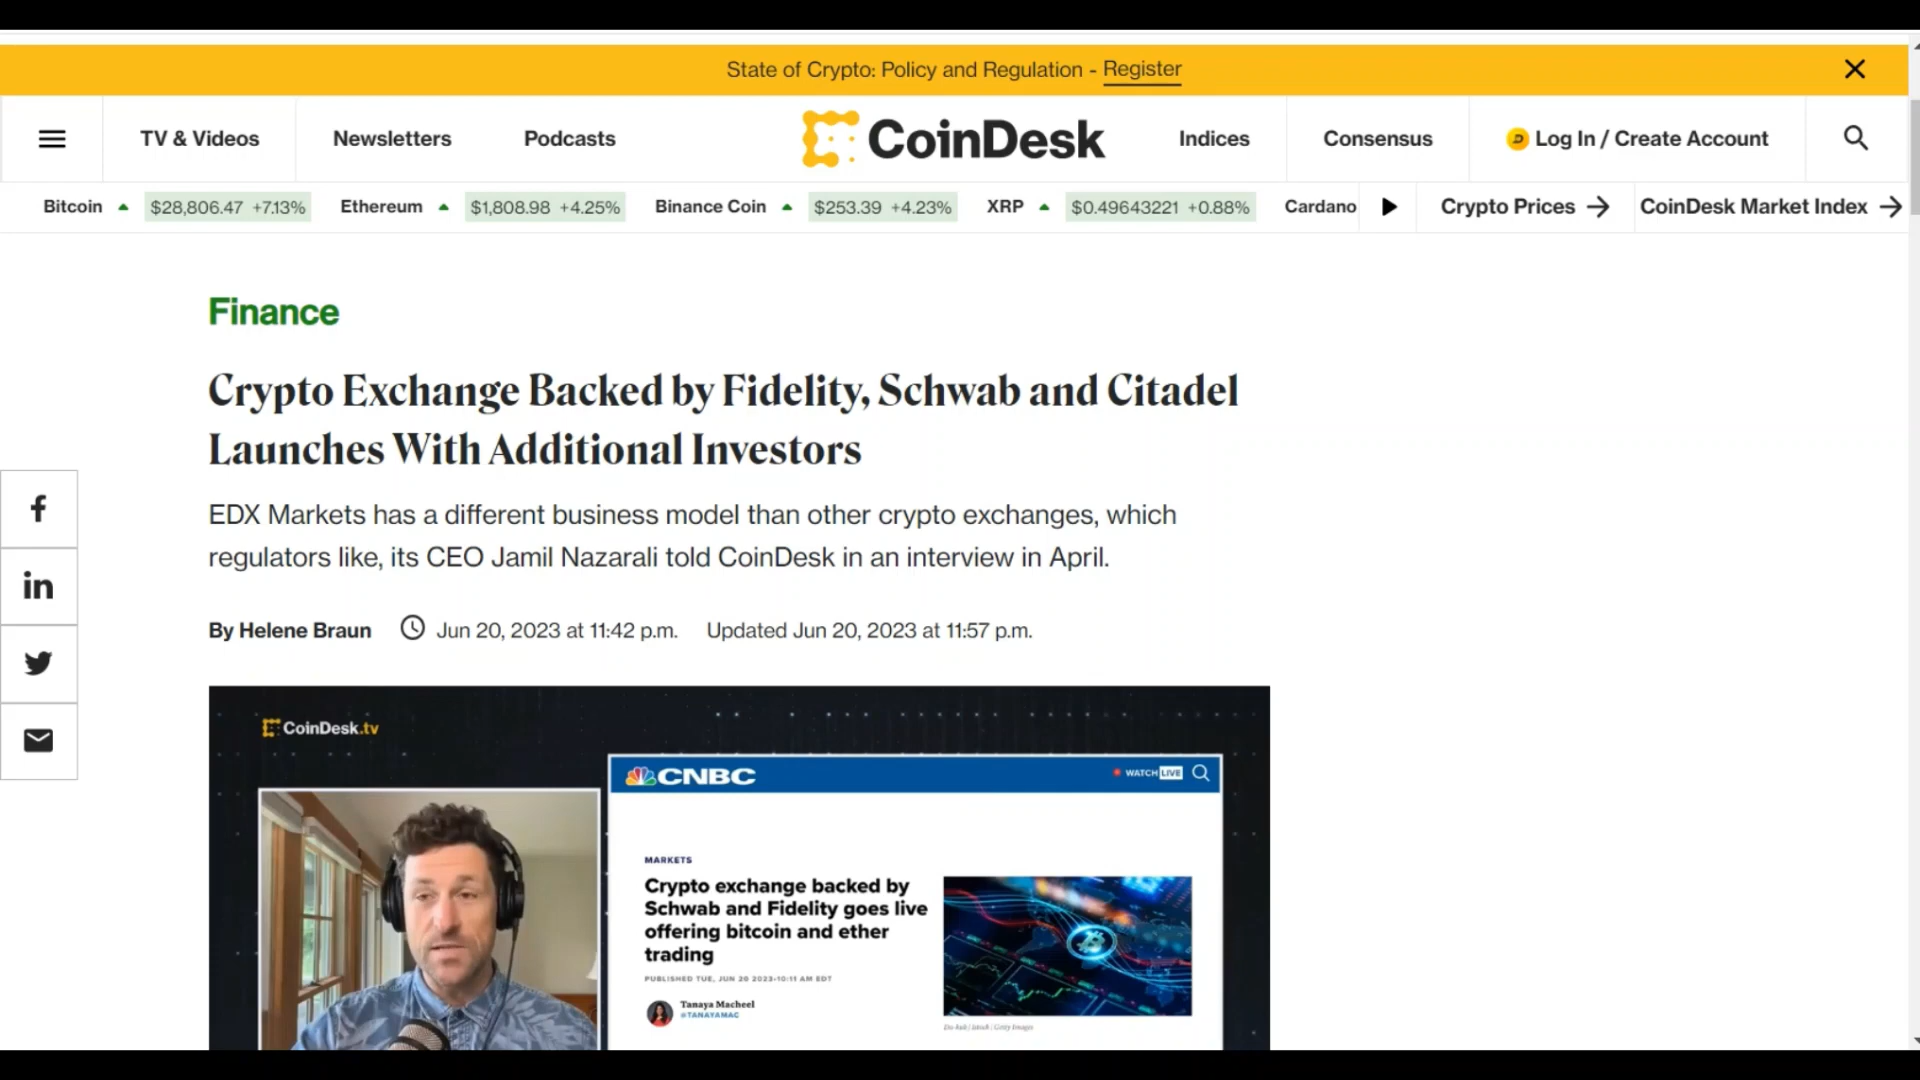 State of Crypto: Policy and Regulation - Register
TV & Videos
Newsletters
Podcasts
CoinDesk
Indices
Consensus
Log In / Create Account
Bitcoin $28,806.47 +7.13% Ethereum $1,808.98 +4.25% Binance Coin $253.39 +4.23% XRP $0.49643221 +0.88% Cardano
Crypto Prices
CoinDesk Market Index
Finance
Crypto Exchange Backed by Fidelity, Schwab and Citadel
Launches With Additional Investors
EDX Markets has a different business model than other crypto exchanges, which
regulators like, its CEO Jamil Nazarali told CoinDesk in an interview in April.
By Helene Braun Jun 20, 2023 at 11:42 p.m. Updated Jun 20, 2023 at 11:57 p.m.
CoinDesk.tv
CNBC
WATCH LIVE
MARKETS
Crypto exchange backed by
Schwab and Fidelity goes live
offering bitcoin and ether
trading
PUBLISHED TUE, JUN 20 2023 10:11 AM EDT
Tanaya Macheel
@TANAYAMAC